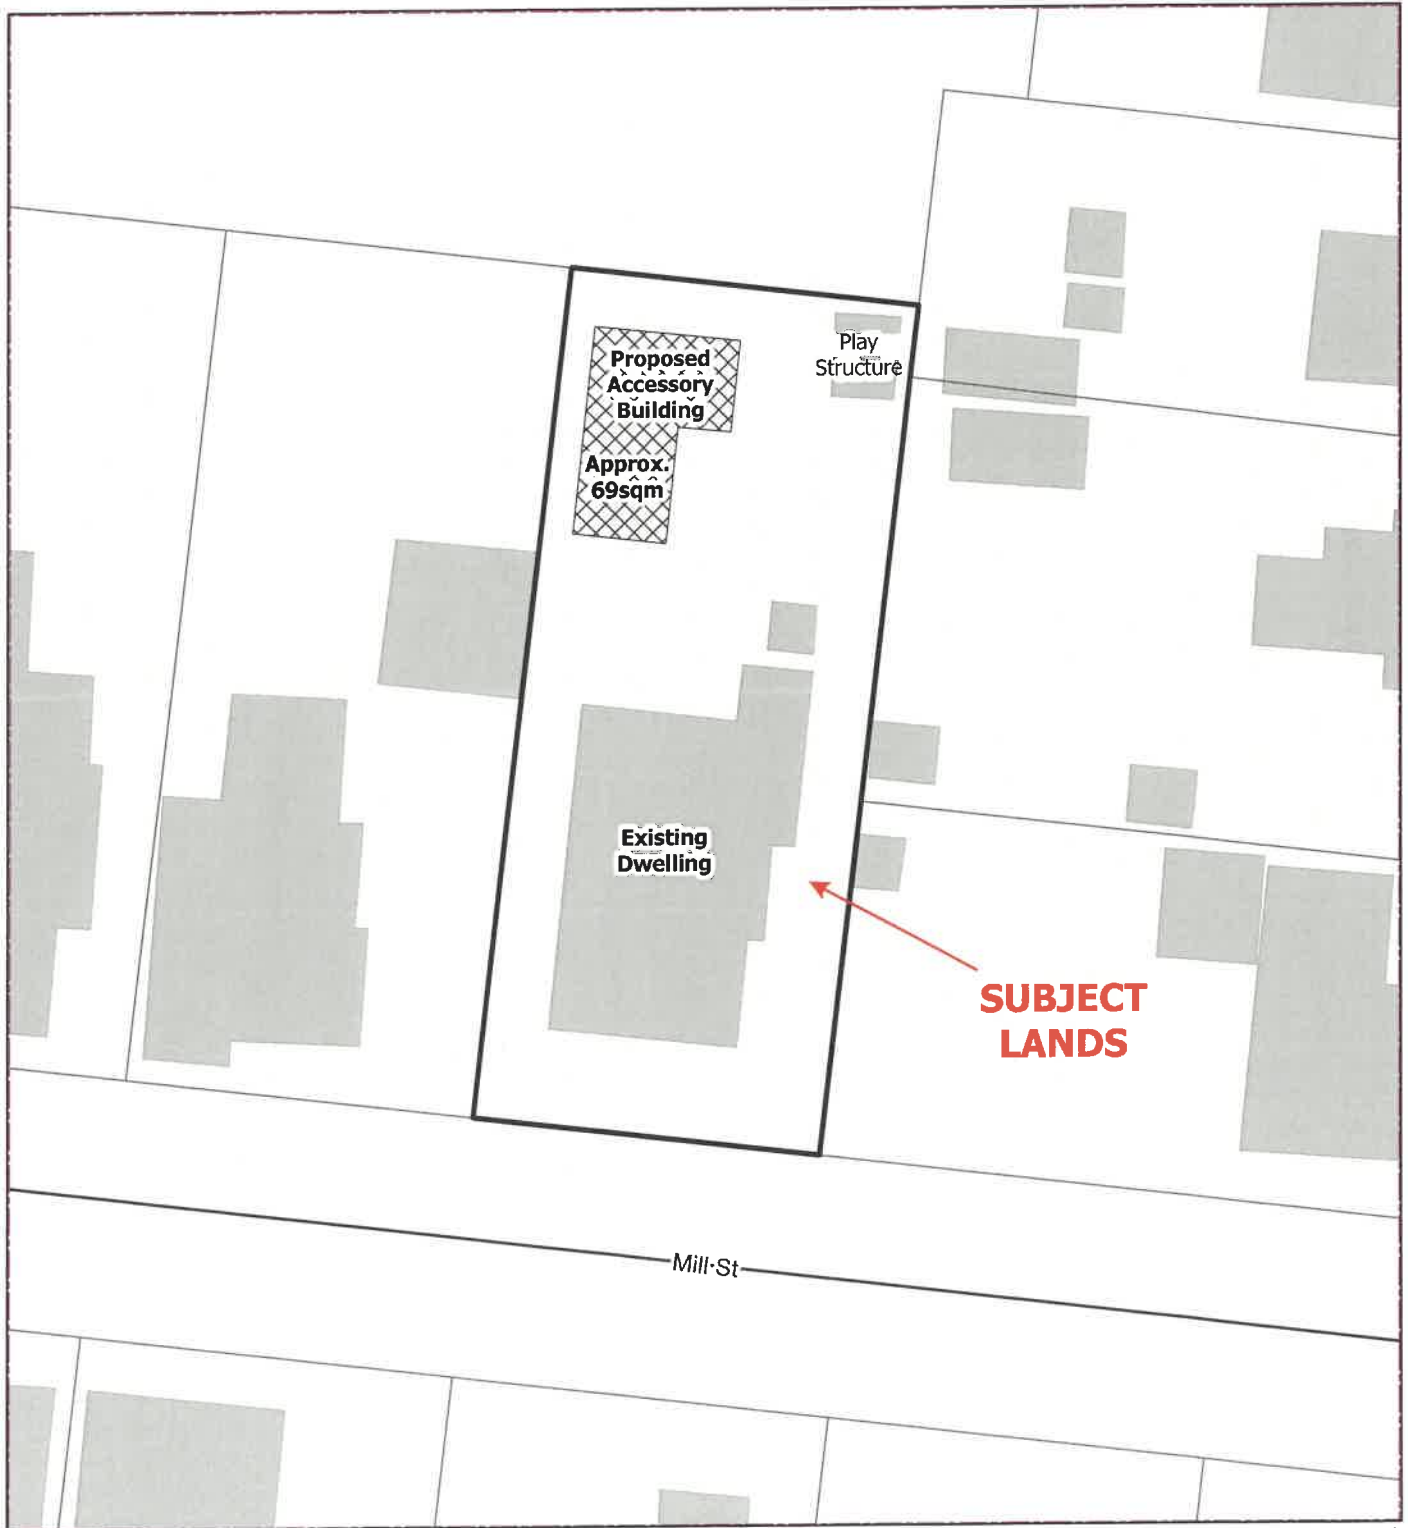 Proposed
Accessory
Building
Approx.
69sqm
Play
Structure
Existing
Dwelling
SUBJECT
LANDS
Mill St